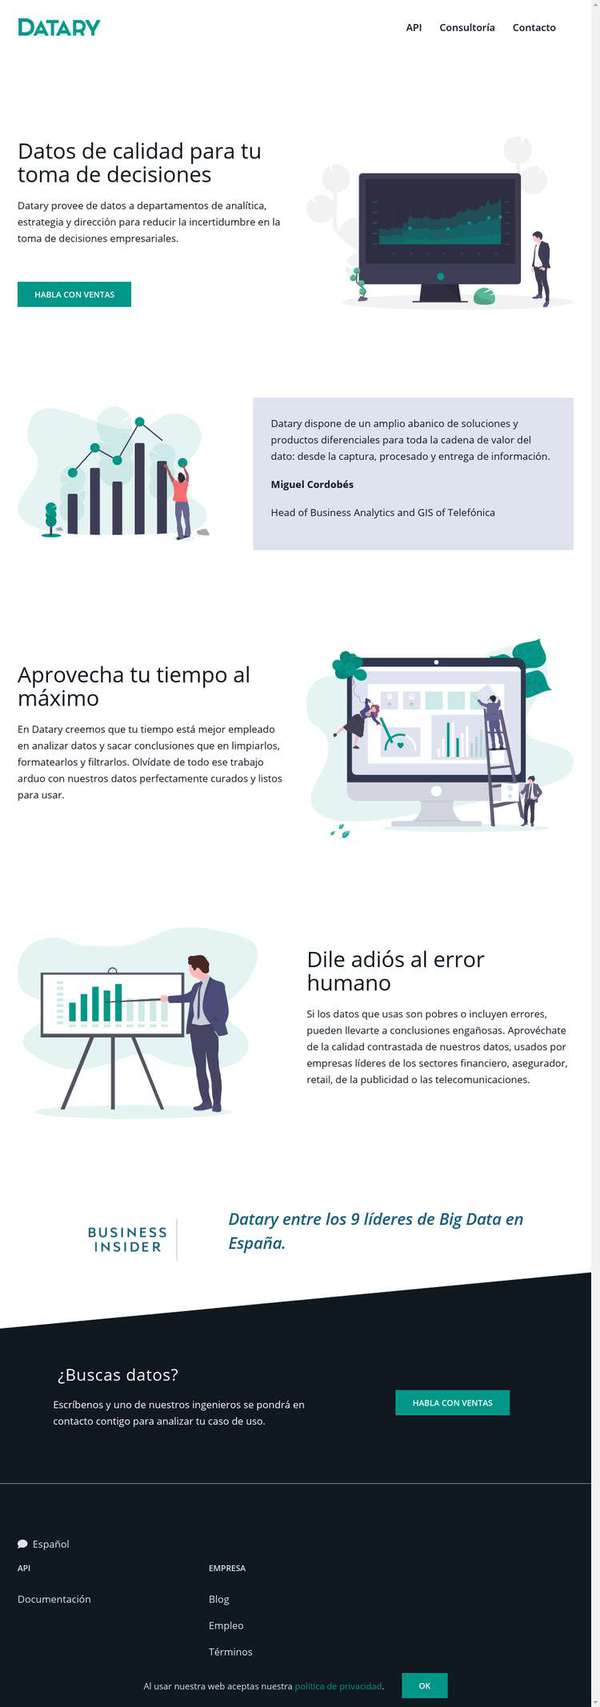 DATARY
API Consultoría Contacto
Datos de calidad para tu
toma de decisiones
Datary provee de datos a departamentos de analítica,
estrategia y dirección para reducir la incertidumbre en la
toma de decisiones empresariales.
HABLA CON VENTAS
Datary dispone de un amplio abanico de soluciones y
productos diferenciales para toda la cadena de valor del
dato: desde la captura, procesado y entrega de información.
Miguel Cordobés
Head of Business Analytics and GIS of Telefónica
Aprovecha tu tiempo al
máximo
En Datary creemos que tu tiempo está mejor empleado
en analizar datos y sacar conclusiones que en limpiarlos,
formatearlos y filtrarlos. Olvídate de todo ese trabajo
arduo con nuestros datos perfectamente curados y listos
para usar.
Dile adiós al error
humano
Si los datos que usas son pobres o incluyen errores,
pueden llevarte a conclusiones engañosas. Aprovéchate
de la calidad contrastada de nuestros datos, usados por
empresas líderes de los sectores financiero, asegurador,
retail, de la publicidad o las telecomunicaciones.
BUSINESS
INSIDER
Datary entre los 9 líderes de Big Data en
España.
¿Buscas datos?
Escríbenos y uno de nuestros ingenieros se pondrá en
contacto contigo para analizar tu caso de uso.
HABLA CON VENTAS
Español
API
Documentación
EMPRESA
Blog
Empleo
Términos
Al usar nuestra web aceptas nuestra política de privacidad.
OK